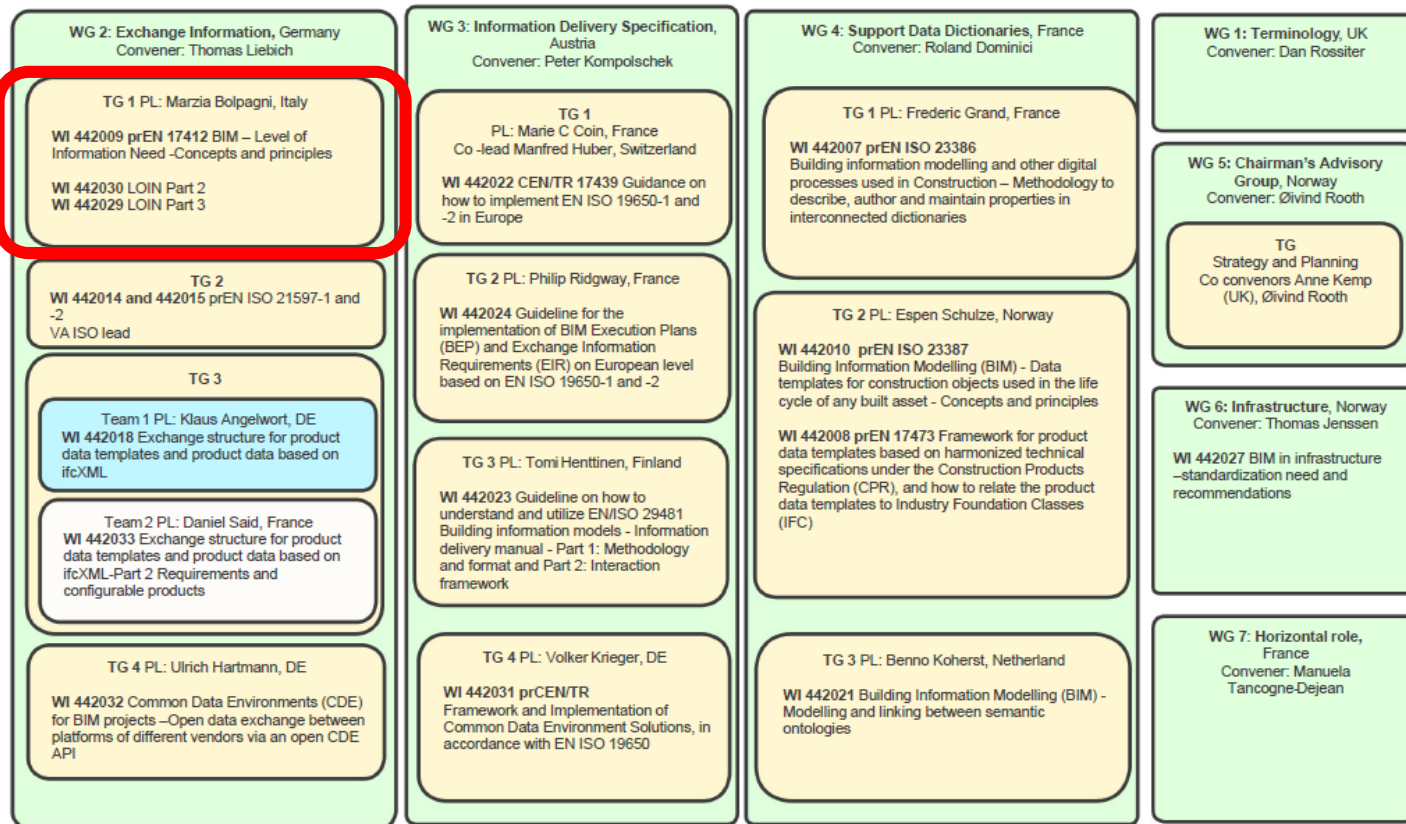 WG 2: Exchange Information, Germany
Convener: Thomas Liebich
TG 1 PL: Marzia Bolpagni, Italy
WI 442009 prEN 17412 BIM – Level of
Information Need -Concepts and principles
WI 442030 LOIN Part 2
WI 442029 LOIN Part 3
TG 2
WI 442014 and 442015 prEN ISO 21597-1 and
-2
VA ISO lead
TG 3
Team 1 PL: Klaus Angelwort, DE
WI 442018 Exchange structure for product
data templates and product data based on
ifcXML
Team 2 PL: Daniel Said, France
WI 442033 Exchange structure for product
data templates and product data based on
ifcXML-Part 2 Requirements and
configurable products
TG 4 PL: Ulrich Hartmann, DE
WI 442032 Common Data Environments (CDE)
for BIM projects –Open data exchange between
platforms of different vendors via an open CDE
API
WG 3: Information Delivery Specification,
Austria
Convener: Peter Kompolschek
TG 1
PL: Marie C Coin, France
Co -lead Manfred Huber, Switzerland
WI 442022 CEN/TR 17439 Guidance on
how to implement EN ISO 19650-1 and
-2 in Europe
TG 2 PL: Philip Ridgway, France
WI 442024 Guideline for the
implementation of BIM Execution Plans
(BEP) and Exchange Information
Requirements (EIR) on European level
based on EN ISO 19650-1 and -2
TG 3 PL: Tomi Henttinen, Finland
WI 442023 Guideline on how to
understand and utilize EN/ISO 29481
Building information models - Information
delivery manual - Part 1: Methodology
and format and Part 2: Interaction
framework
TG 4 PL: Volker Krieger, DE
WI 442031 prCEN/TR
Framework and Implementation of
Common Data Environment Solutions, in
accordance with EN ISO 19650
WG 4: Support Data Dictionaries, France
Convener: Roland Dominici
TG 1 PL: Frederic Grand, France
WI 442007 prEN ISO 23386
Building information modelling and other digital
processes used in Construction – Methodology to
describe, author and maintain properties in
interconnected dictionaries
TG 2 PL: Espen Schulze, Norway
WI 442010 prEN ISO 23387
Building Information Modelling (BIM) - Data
templates for construction objects used in the life
cycle of any built asset - Concepts and principles
WI 442008 prEN 17473 Framework for product
data templates based on harmonized technical
specifications under the Construction Products
Regulation (CPR), and how to relate the product
data templates to Industry Foundation Classes
(IFC)
TG 3 PL: Benno Koherst, Netherland
WI 442021 Building Information Modelling (BIM) -
Modelling and linking between semantic
ontologies
WG 1: Terminology, UK
Convener: Dan Rossiter
WG 5: Chairman's Advisory
Group, Norway
Convener: Øivind Rooth
TG
Strategy and Planning
Co convenors Anne Kemp
(UK), Øivind Rooth
WG 6: Infrastructure, Norway
Convener: Thomas Jenssen
WI 442027 BIM in infrastructure
–standardization need and
recommendations
WG 7: Horizontal role,
France
Convener: Manuela
Tancogne-Dejean